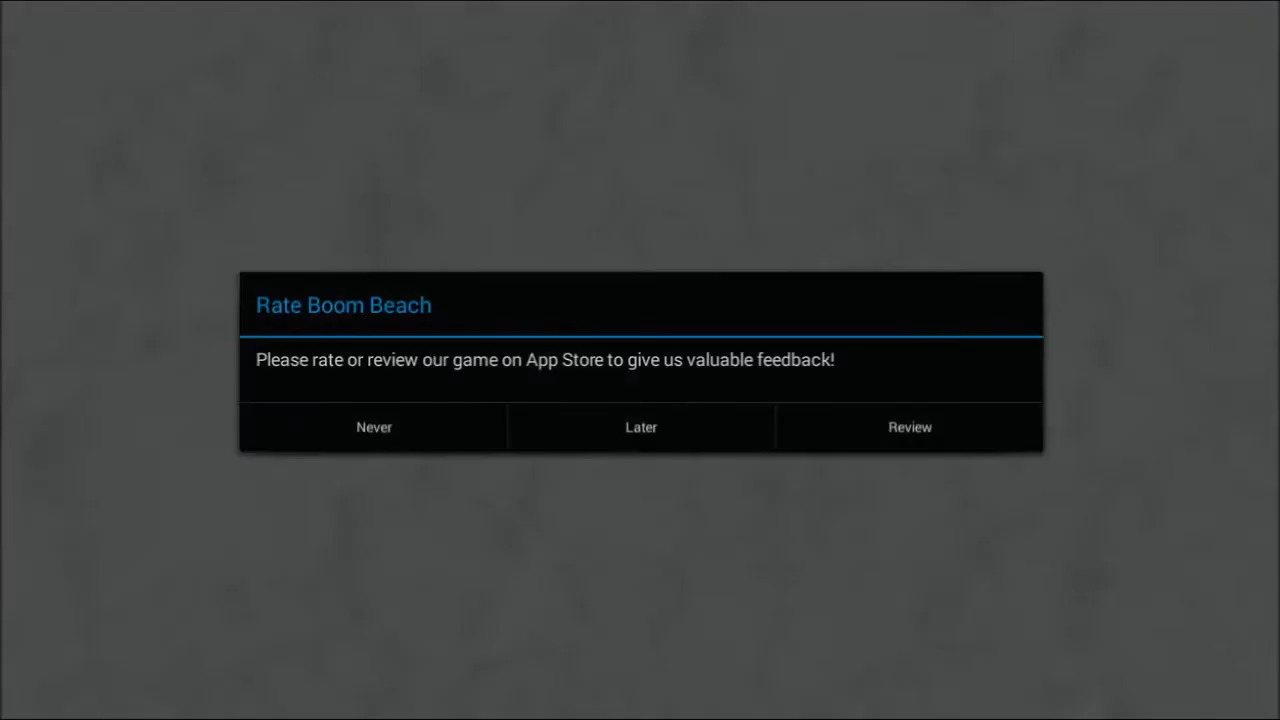 Rate Boom Beach
Please rate or review our game on App Store to give us valuable feedback!
Never
Later
Review